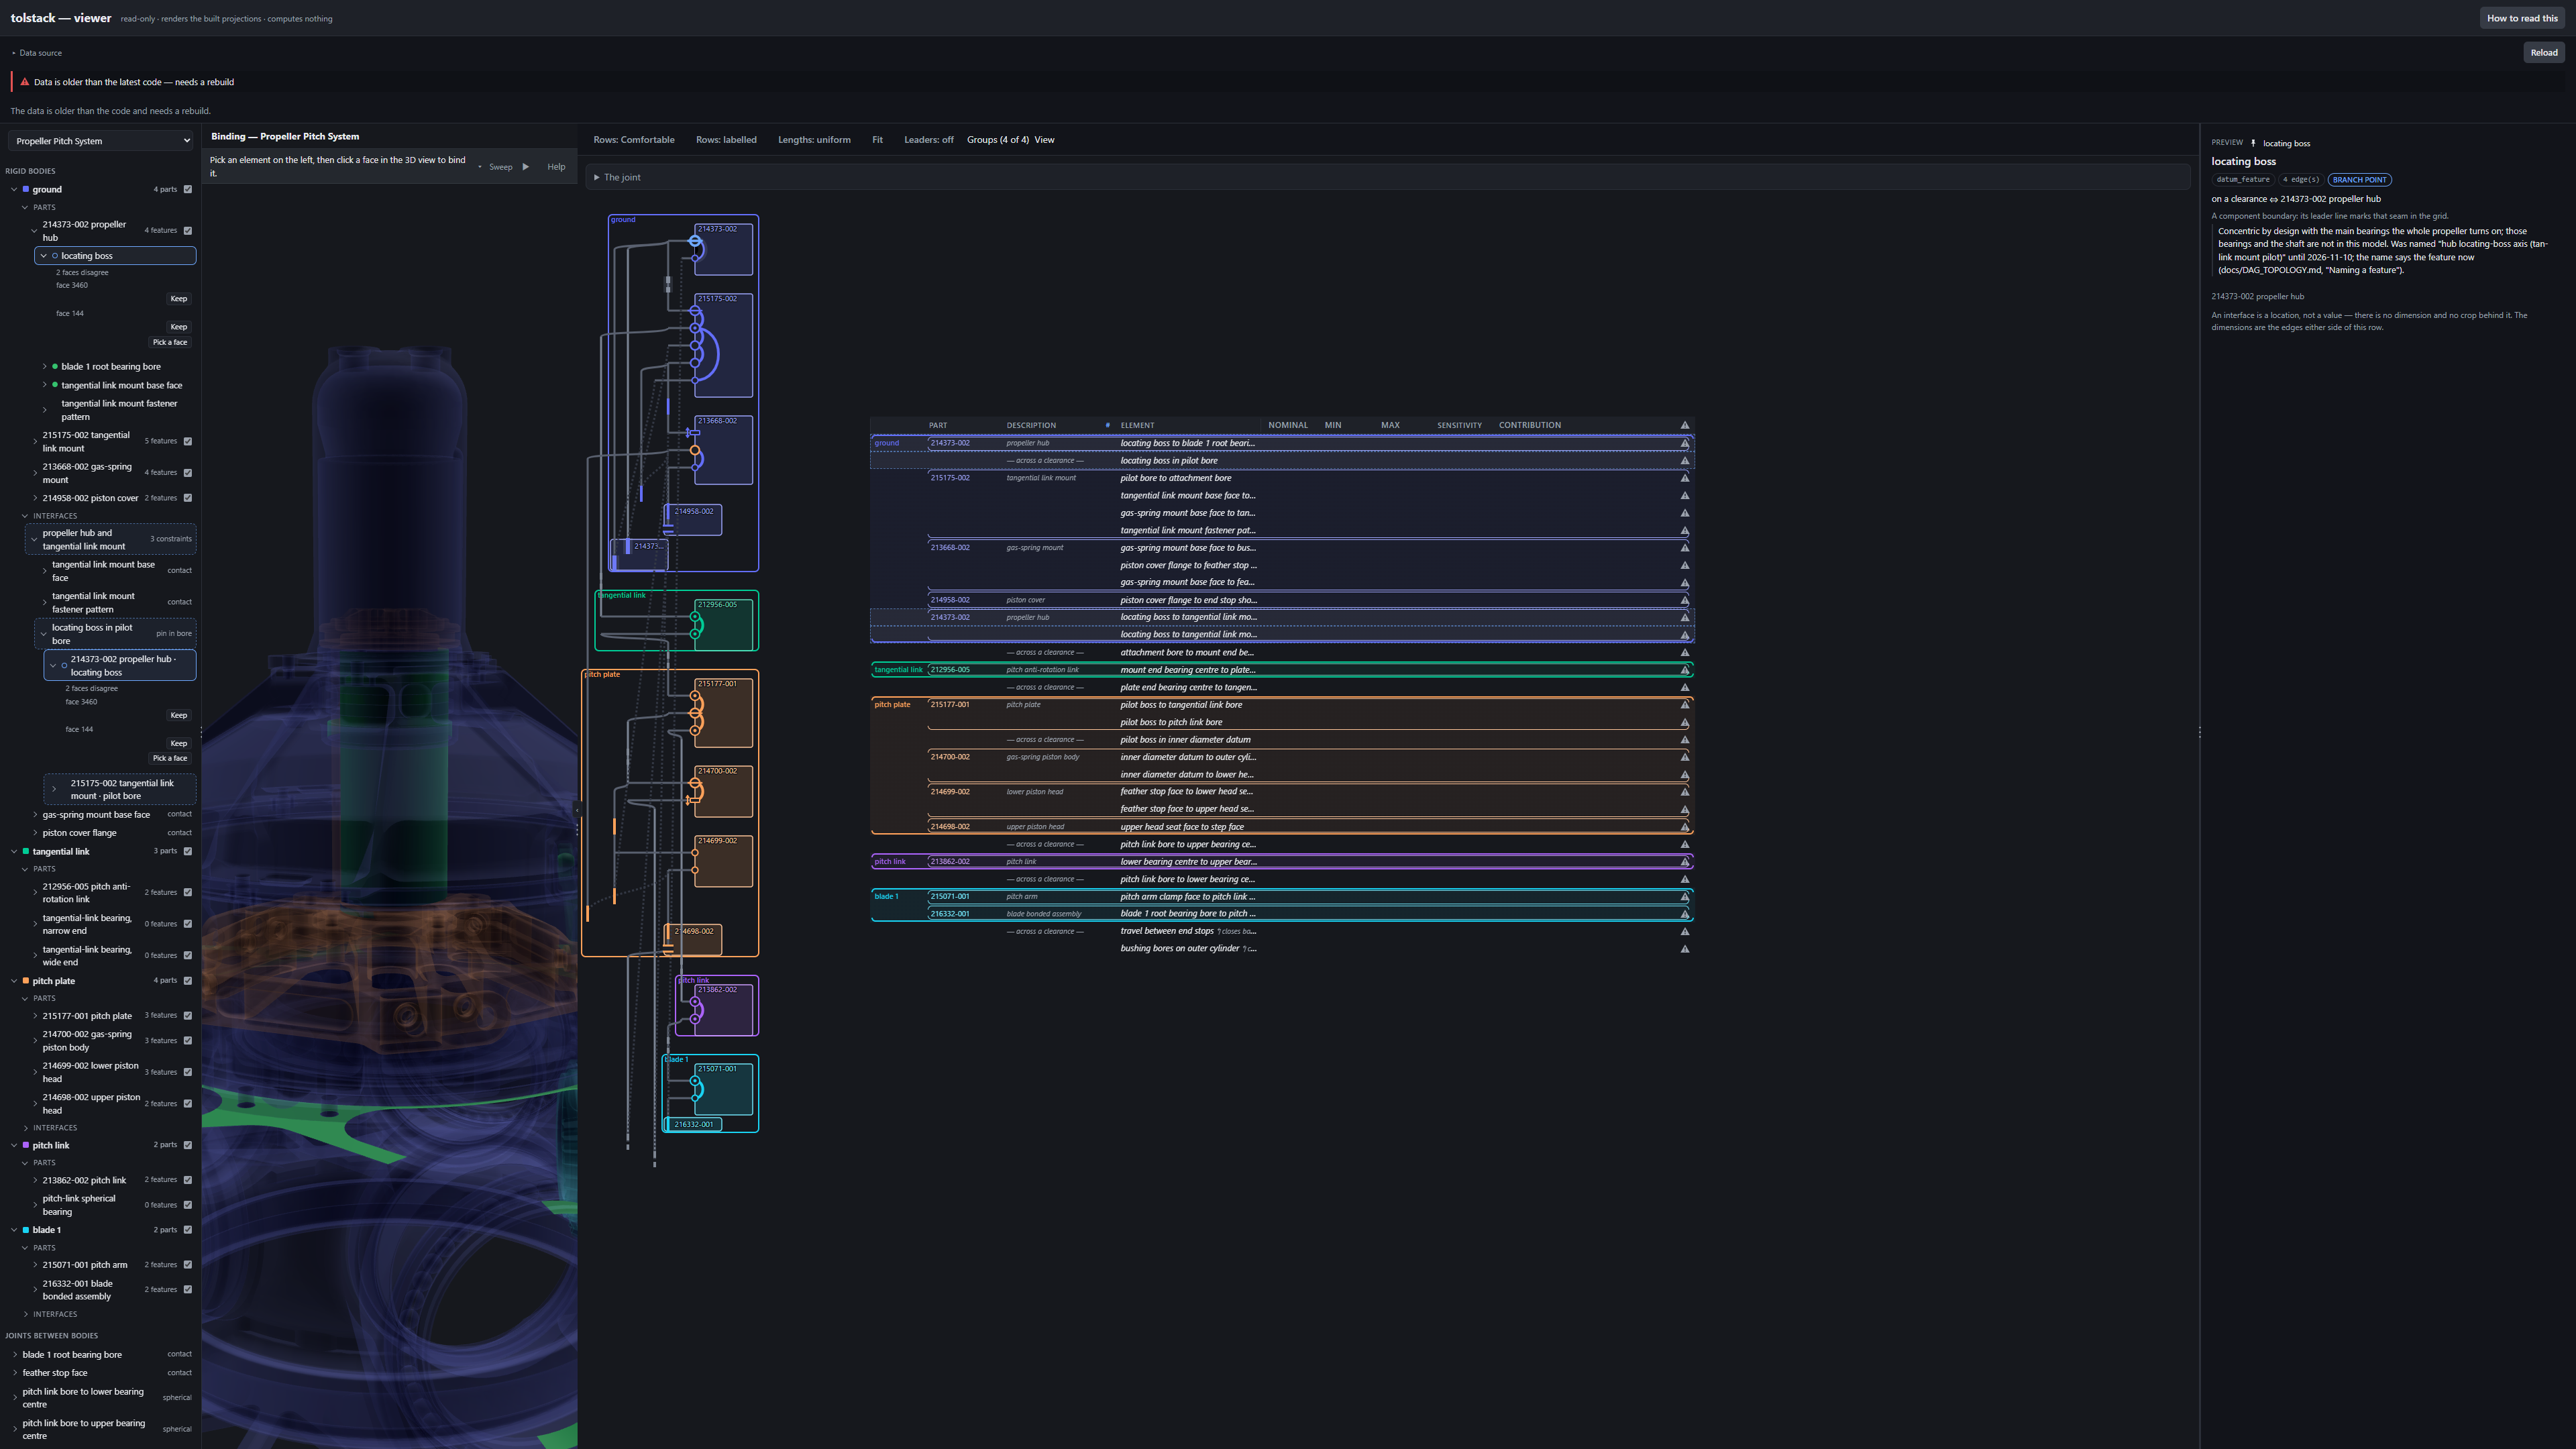 tolstack — viewer read-only · renders the built projections · computes nothing How to read this
Data source Reload
Data is older than the latest code — needs a rebuild
The data is older than the code and needs a rebuild.
Propeller Pitch System
RIGID BODIES
ground 4 parts
PARTS
214373-002 propeller
hub
4 features
locating boss
2 faces disagree
face 3460
Keep
face 144
Keep
Pick a face
blade 1 root bearing bore
tangential link mount base face
tangential link mount fastener
pattern
215175-002 tangential
link mount
5 features
213668-002 gas-spring
mount
4 features
214958-002 piston cover 2 features
INTERFACES
propeller hub and
tangential link mount
3 constraints
tangential link mount base
face
contact
tangential link mount
fastener pattern
contact
locating boss in pilot
bore
pin in bore
214373-002 propeller hub ·
locating boss
2 faces disagree
face 3460
Keep
face 144
Keep
Pick a face
215175-002 tangential link
mount · pilot bore
gas-spring mount base face contact
piston cover flange contact
tangential link 3 parts
PARTS
212956-005 pitch anti-
rotation link
2 features
tangential-link bearing,
narrow end
0 features
tangential-link bearing,
wide end
0 features
pitch plate 4 parts
PARTS
215177-001 pitch plate 3 features
214700-002 gas-spring
piston body
3 features
214699-002 lower piston
head
3 features
214698-002 upper piston
head
2 features
INTERFACES
pitch link 2 parts
PARTS
213862-002 pitch link 2 features
pitch-link spherical
bearing
0 features
blade 1 2 parts
PARTS
215071-001 pitch arm 2 features
216332-001 blade
bonded assembly
2 features
INTERFACES
JOINTS BETWEEN BODIES
blade 1 root bearing bore contact
feather stop face contact
pitch link bore to lower bearing
centre
spherical
pitch link bore to upper bearing
centre
spherical
Binding — Propeller Pitch System
Pick an element on the left, then click a face in the 3D view to bind
it.
Sweep Help
Rows: Comfortable Rows: labelled Lengths: uniform Fit Leaders: off Groups (4 of 4) View
The joint
ground
214373-002
215175-002
213668-002
214958-002
214373...
tangential link
212956-005
pitch plate
215177-001
214700-002
214699-002
214698-002
pitch link
213862-002
blade 1
215071-001
216332-001
PART DESCRIPTION # ELEMENT NOMINAL MIN MAX SENSITIVITY CONTRIBUTION
ground 214373-002 propeller hub locating boss to blade 1 root beari...
— across a clearance — locating boss in pilot bore
215175-002 tangential link mount pilot bore to attachment bore
tangential link mount base face to...
gas-spring mount base face to tan...
tangential link mount fastener pat...
213668-002 gas-spring mount gas-spring mount base face to bus...
piston cover flange to feather stop ...
gas-spring mount base face to fea...
214958-002 piston cover piston cover flange to end stop sho...
214373-002 propeller hub locating boss to tangential link mo...
locating boss to tangential link mo...
— across a clearance — attachment bore to mount end be...
tangential link 212956-005 pitch anti-rotation link mount end bearing centre to plate...
— across a clearance — plate end bearing centre to tangen...
pitch plate 215177-001 pitch plate pilot bore to tangential link bore
pilot boss to pitch link bore
— across a clearance — pilot boss in inner diameter datum
214700-002 gas-spring piston body inner diameter datum to outer cyli...
inner diameter datum to lower he...
214699-002 lower piston head feather stop face to lower head se...
feather stop face to upper head se...
214698-002 upper piston head upper head seat face to step face
— across a clearance — pitch link bore to upper bearing ce...
pitch link 213862-002 pitch link lower bearing centre to upper bear...
— across a clearance — pitch link bore to lower bearing ce...
blade 1 215071-001 pitch arm pitch arm clamp face to pitch link ...
216332-001 blade bonded assembly blade 1 root bearing bore to pitch ...
— across a clearance — travel between end stops closes bo...
bushing bores on outer cylinder
PREVIEW locating boss
locating boss
datum_feature 4 edge(s) BRANCH POINT
on a clearance ⇔ 214373-002 propeller hub
A component boundary: its leader line marks that seam in the grid.
Concentric by design with the main bearings the whole propeller turns on; those
bearings and the shaft are not in this model. Was named "hub locating-boss axis (tan-
link mount pilot)" until 2026-11-10; the name says the feature now
(docs/DAG_TOPOLOGY.md, "Naming a feature").
214373-002 propeller hub
An interface is a location, not a value — there is no dimension and no crop behind it. The
dimensions are the edges either side of this row.